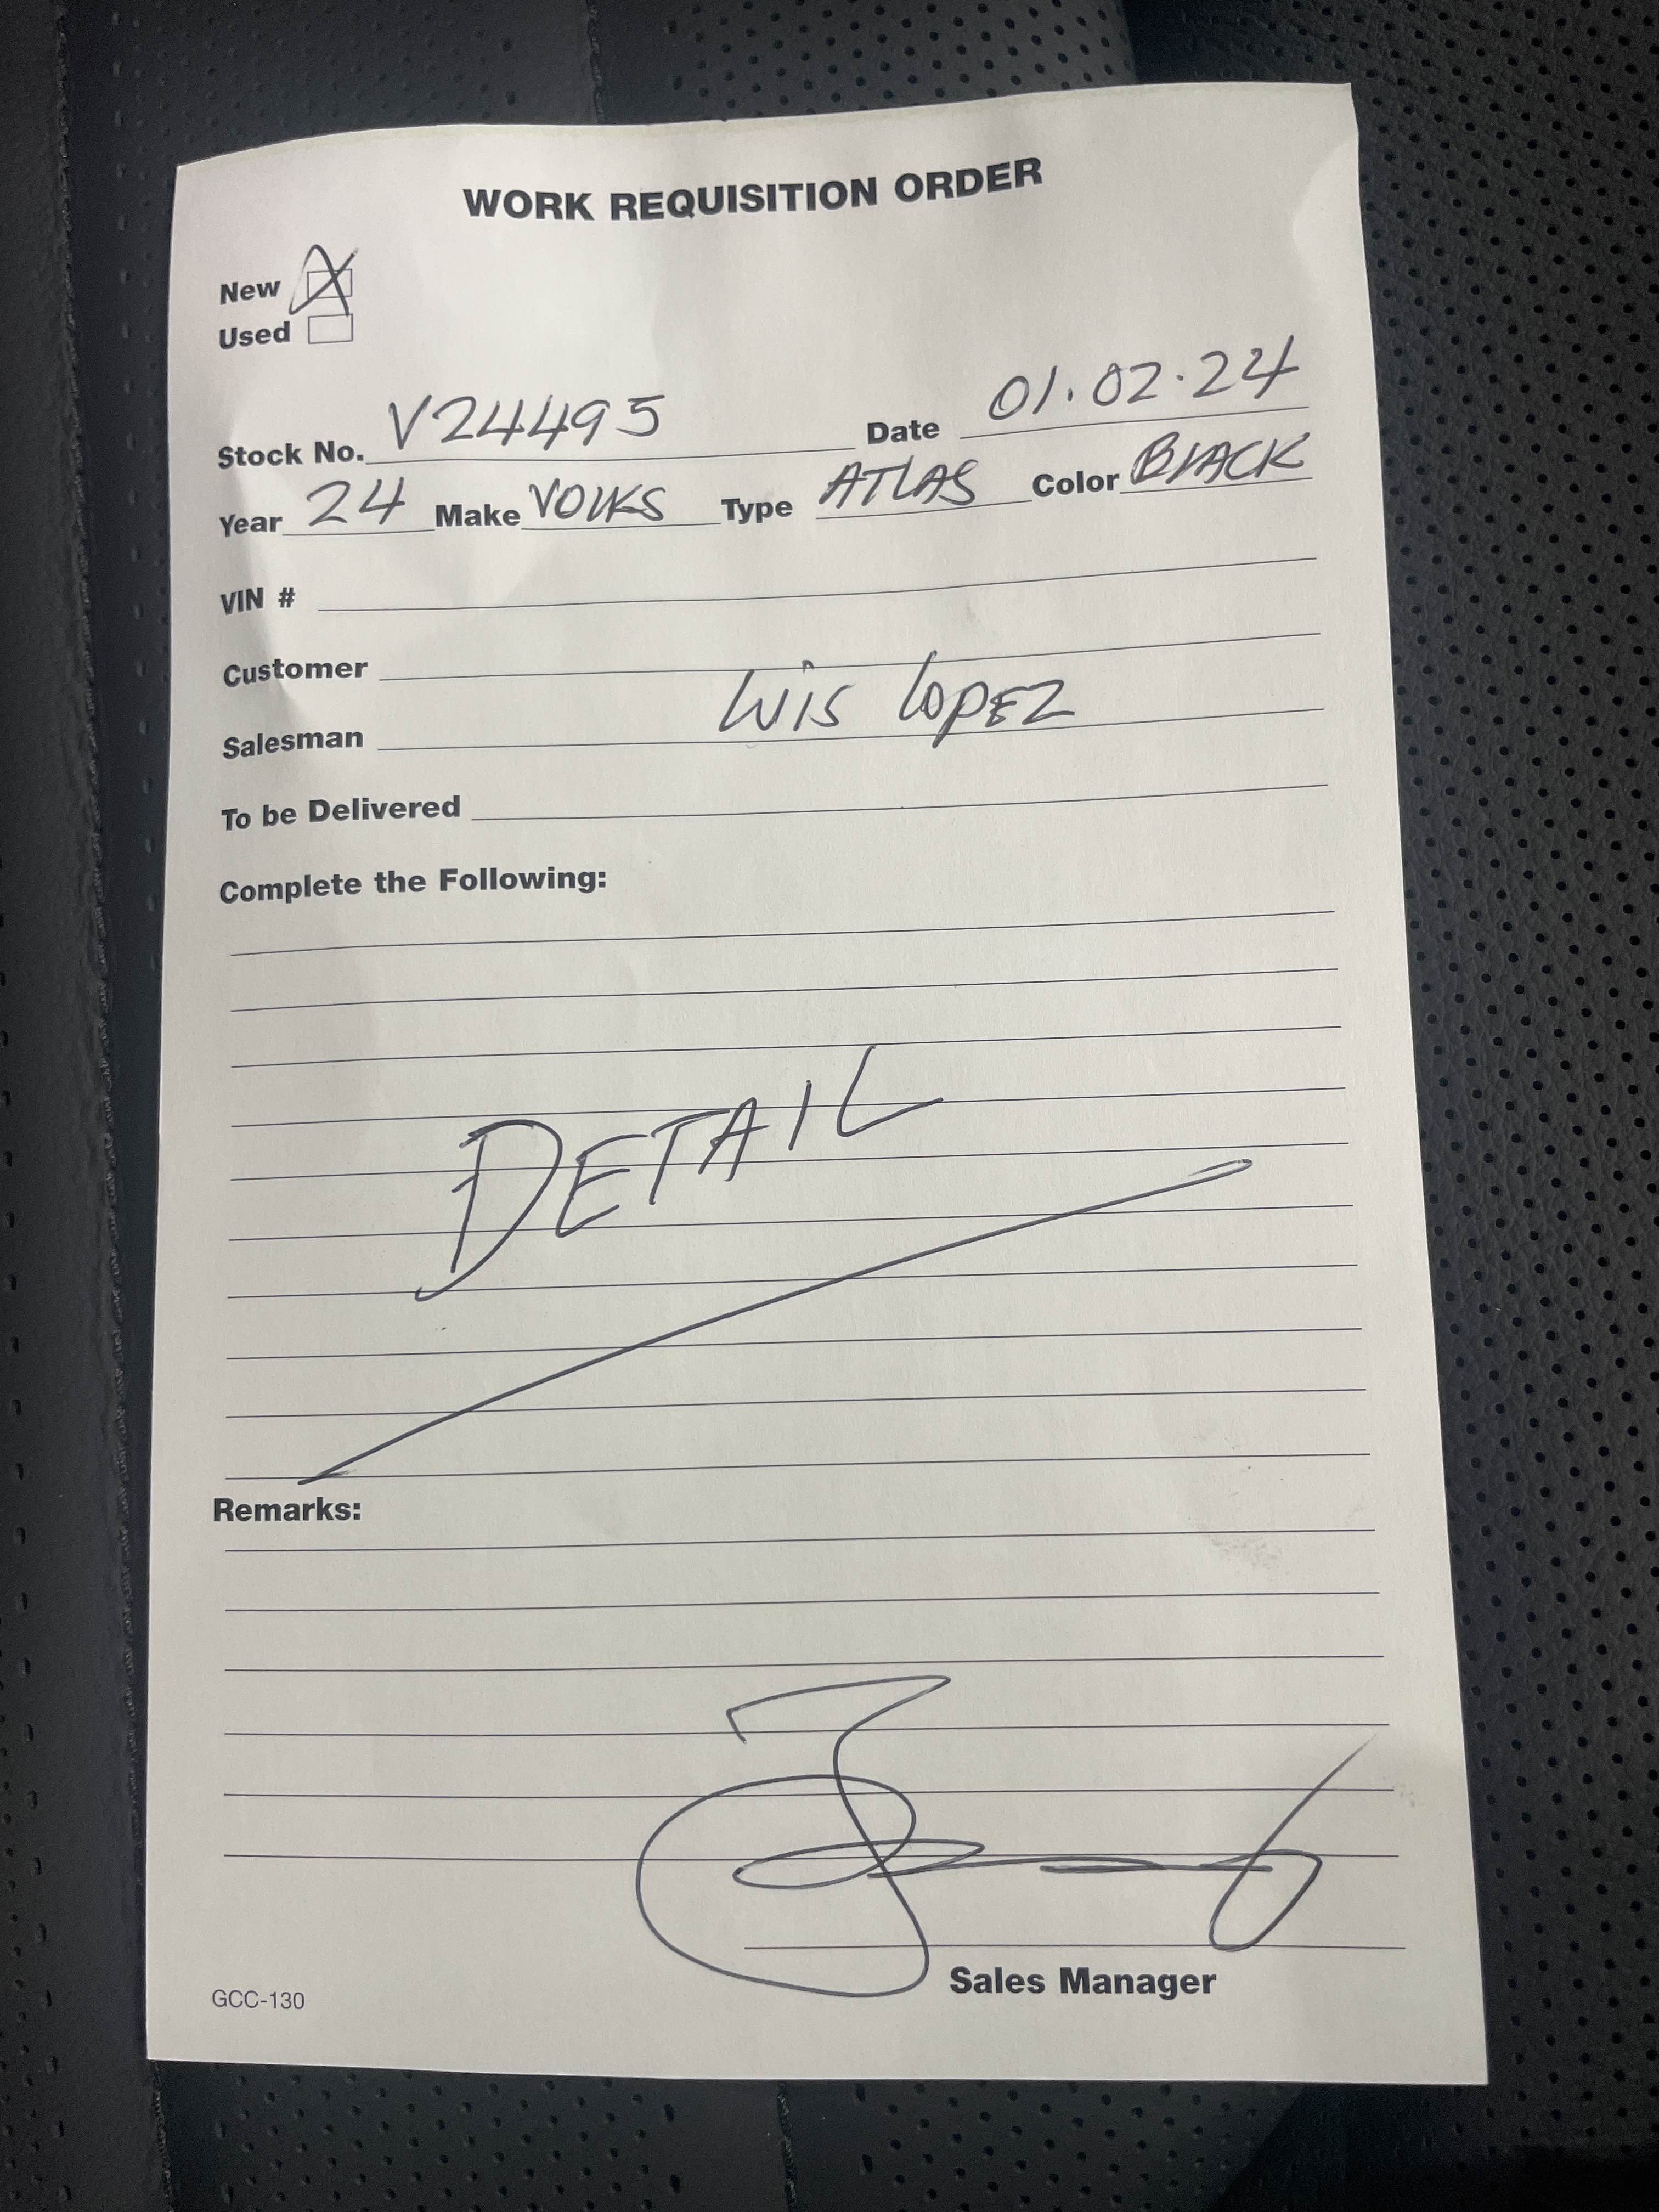 WORK REQUISITION ORDER
New X
Used
Stock No. V24495 Date 01.02.24
Year 24 Make VOLKS Type ATLAS Color BLACK
VIN #
Customer
Salesman Luis Lopez
To be Delivered
Complete the Following:
DETAIL
Remarks:
Sales Manager
GCC-130